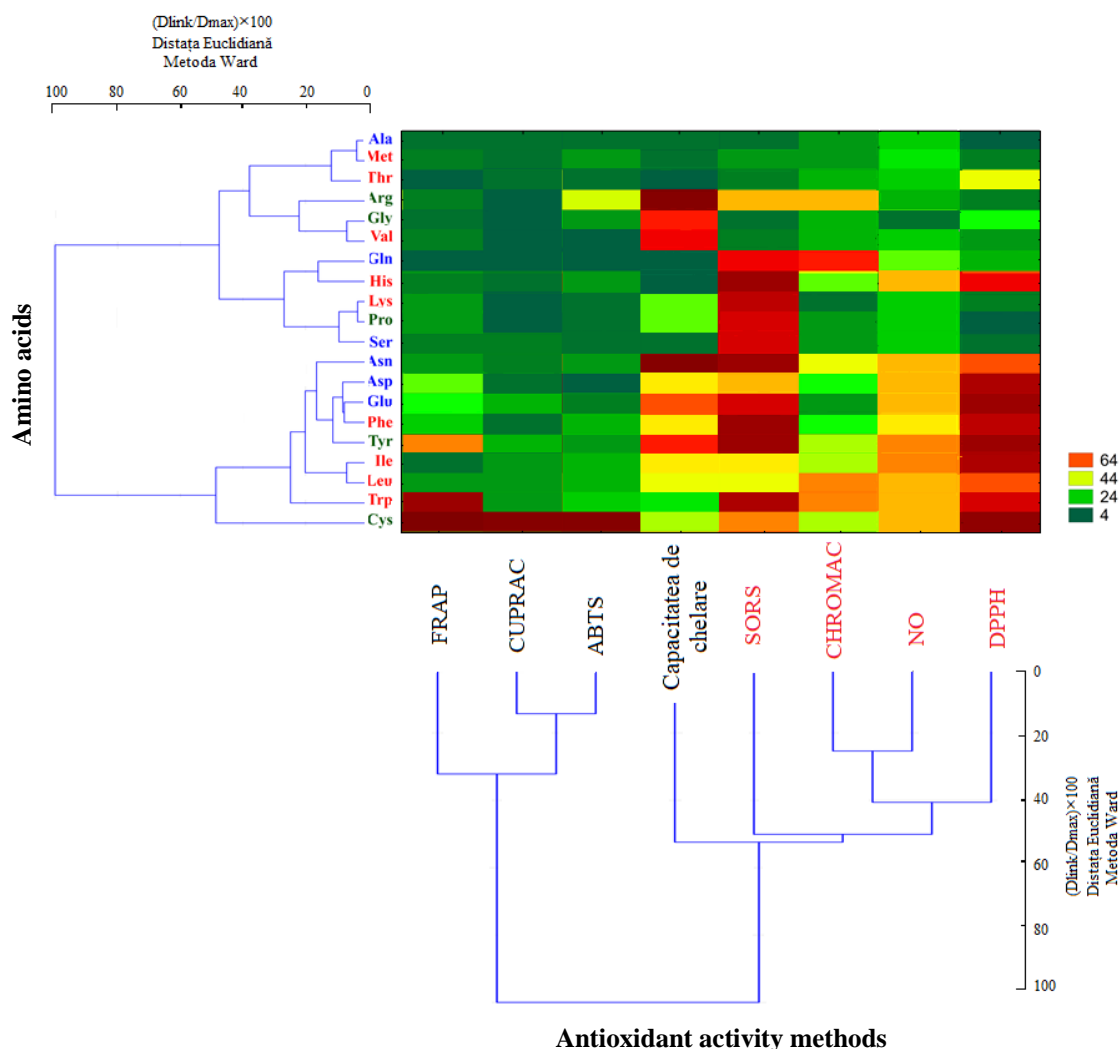 (Dlink/Dmax)×100
Distața Euclidiană
Metoda Ward
100 80 60 40 20 0
Amino acids
Ala
Met
Thr
Arg
Gly
Val
Gln
His
Lys
Pro
Ser
Asn
Asp
Glu
Phe
Tyr
Ile
Leu
Trp
Cys
64
44
24
4
FRAP
CUPRAC
ABTS
Capacitatea de
chelare
SORS
CHROMAC
NO
DPPH
0
20
40
60
80
100
(Dlink/Dmax)×100
Distața Euclidiană
Metoda Ward
Antioxidant activity methods